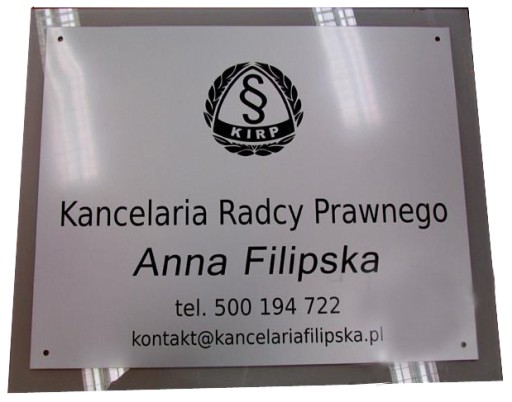 §
KIRP
Kancelaria Radcy Prawnego
Anna Filipska
tel. 500 194 722
kontakt@kancelariafilipska.pl